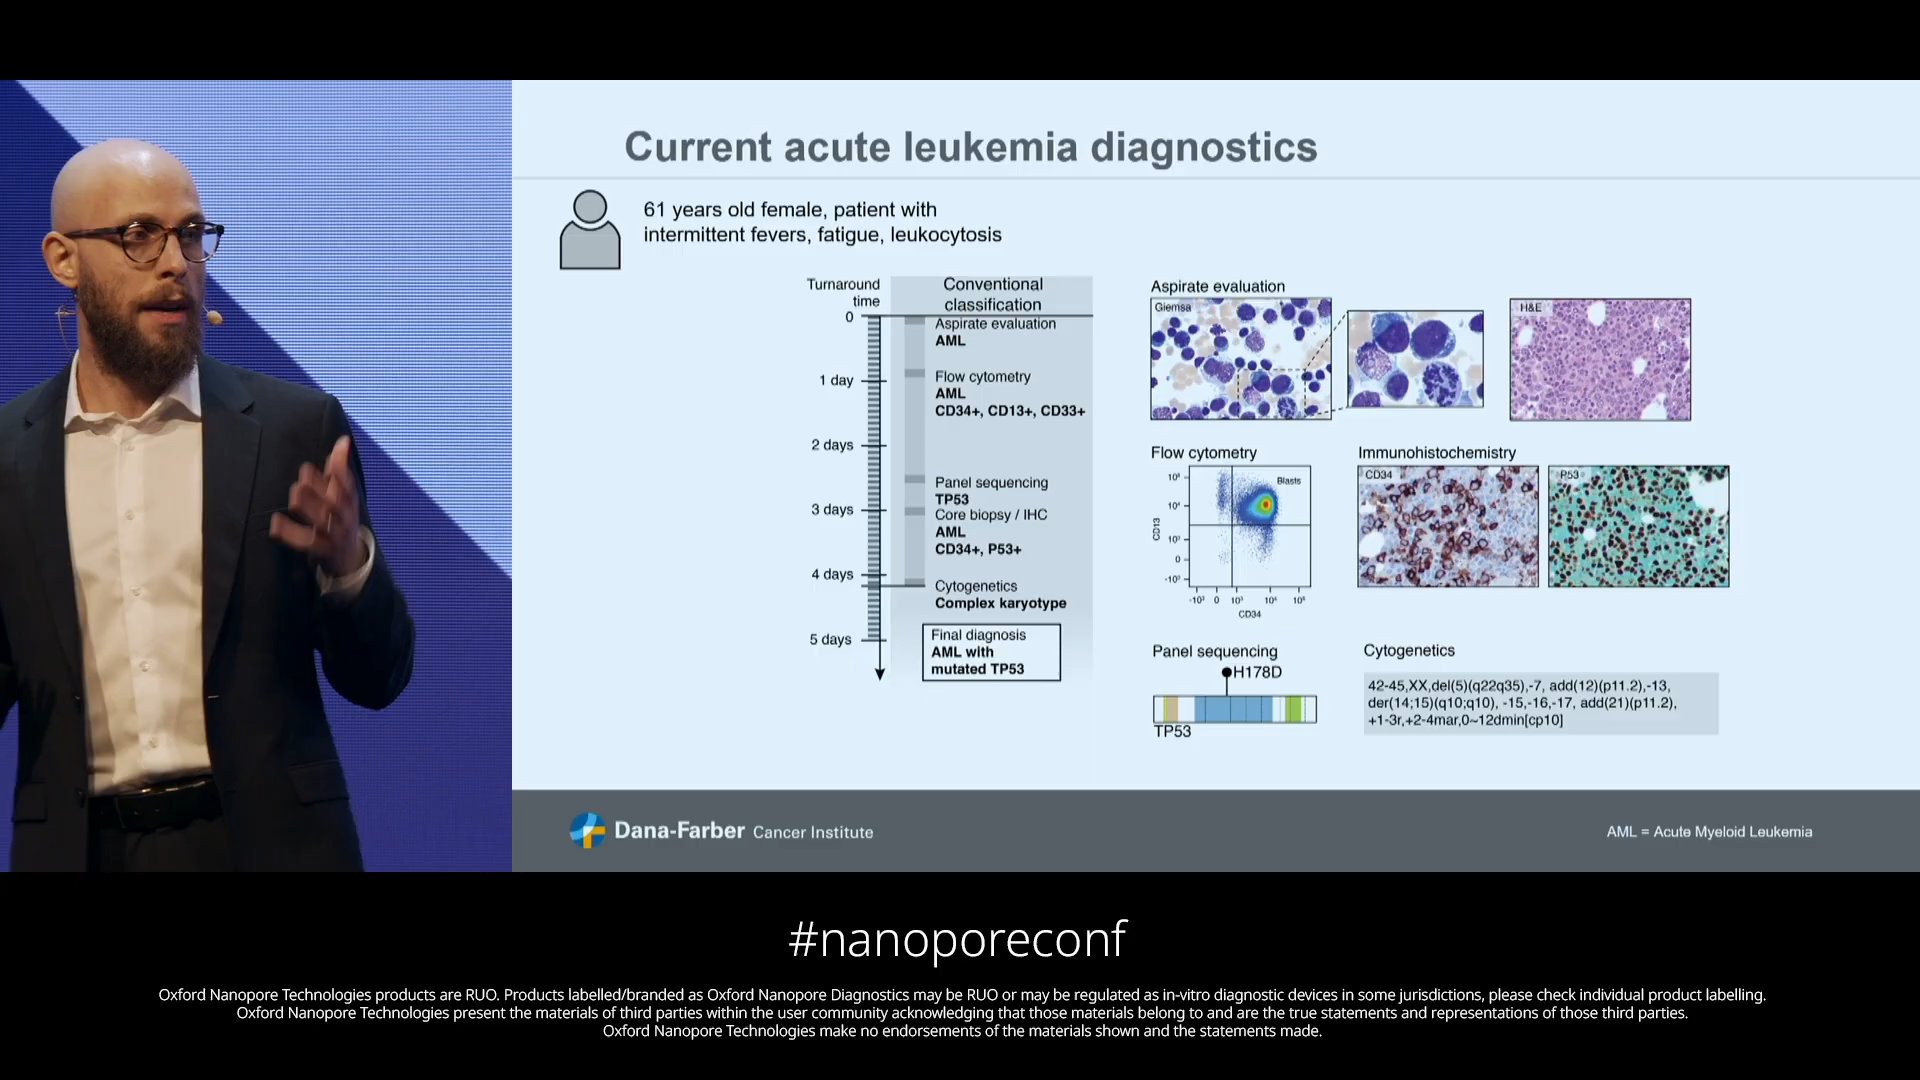 Current acute leukemia diagnostics
61 years old female, patient with
intermittent fevers, fatigue, leukocytosis
Turnaround
time
Conventional
classification
0
Aspirate evaluation
AML
1 day
Flow cytometry
AML
CD34+, CD13+, CD33+
2 days
Panel sequencing
TP53
3 days
Core biopsy / IHC
AML
CD34+, P53+
4 days
Cytogenetics
Complex karyotype
5 days
Final diagnosis
AML with
mutated TP53
Aspirate evaluation
Giemsa
H&E
Flow cytometry
Blasts
CD13
10⁴
0
0
10⁴
CD34
Immunohistochemistry
CD34
P53
Panel sequencing
H178D
TP53
Cytogenetics
42-45,XX,del(5)(q22q35),-7, add(12)(p11.2),-13,
der(14;15)(q10;q10), -15,-16,-17, add(21)(p11.2),
+1-3r,+2-4mar,0~12dmin[cp10]
Dana-Farber Cancer Institute
AML = Acute Myeloid Leukemia
#nanoporeconf
Oxford Nanopore Technologies products are RUO. Products labelled/branded as Oxford Nanopore Diagnostics may be RUO or may be regulated as in-vitro diagnostic devices in some jurisdictions, please check individual product labelling.
Oxford Nanopore Technologies present the materials of third parties within the user community acknowledging that those materials belong to and are the true statements and representations of those third parties.
Oxford Nanopore Technologies make no endorsements of the materials shown and the statements made.